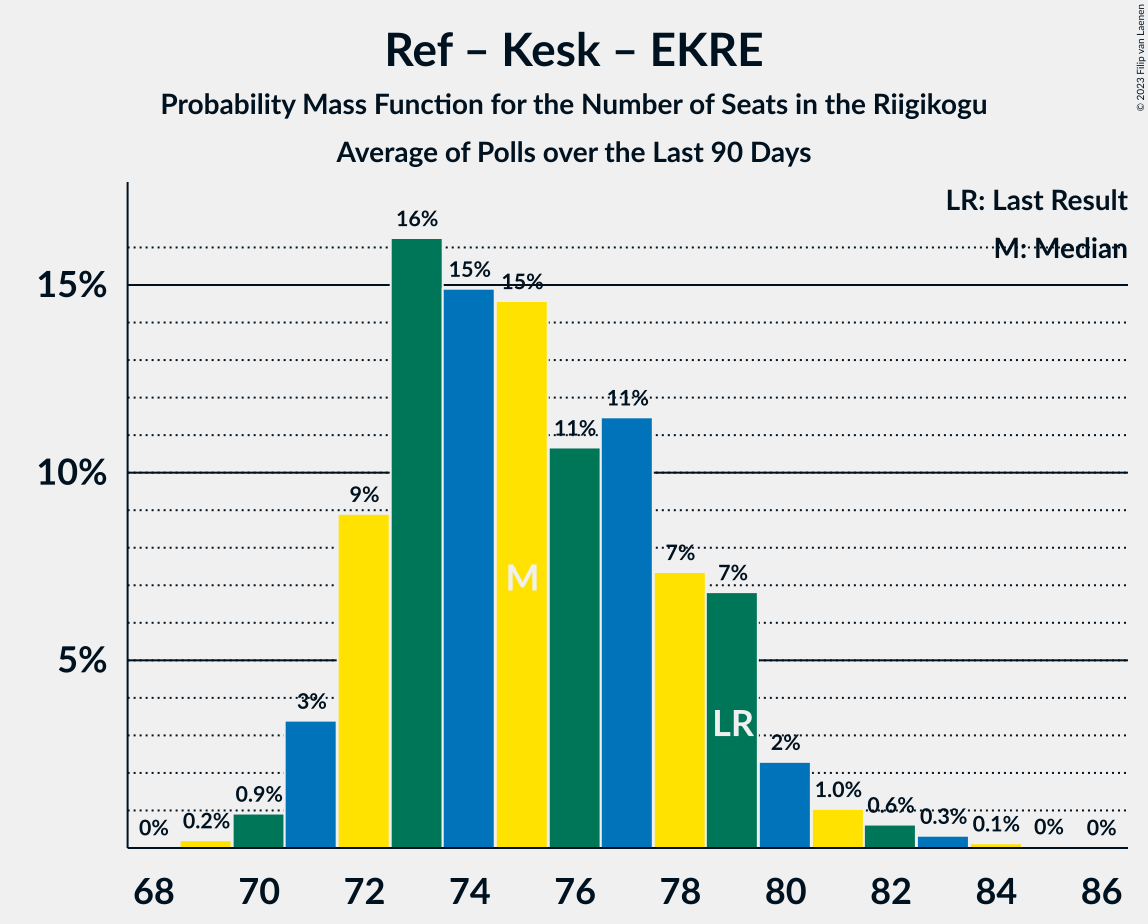 Ref – Kesk – EKRE
Probability Mass Function for the Number of Seats in the Riigikogu
Average of Polls over the Last 90 Days
© 2023 Filip van Laenen
LR: Last Result
M: Median
15%
10%
5%
0%
0.2%
0.9%
3%
9%
16%
15%
15%
11%
11%
7%
7%
2%
1.0%
0.6%
0.3%
0.1%
0%
0%
M
LR
68 70 72 74 76 78 80 82 84 86